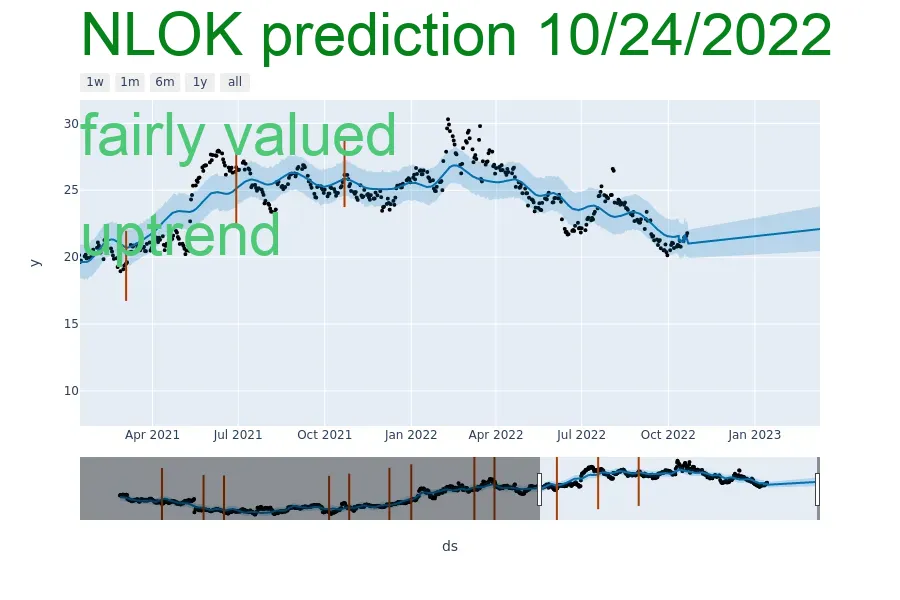 NLOK prediction 10/24/2022
1w 1m 6m 1y all
30
fairly valued
25
uptrend
20
y
15
10
Apr 2021 Jul 2021 Oct 2021 Jan 2022 Apr 2022 Jul 2022 Oct 2022 Jan 2023
ds